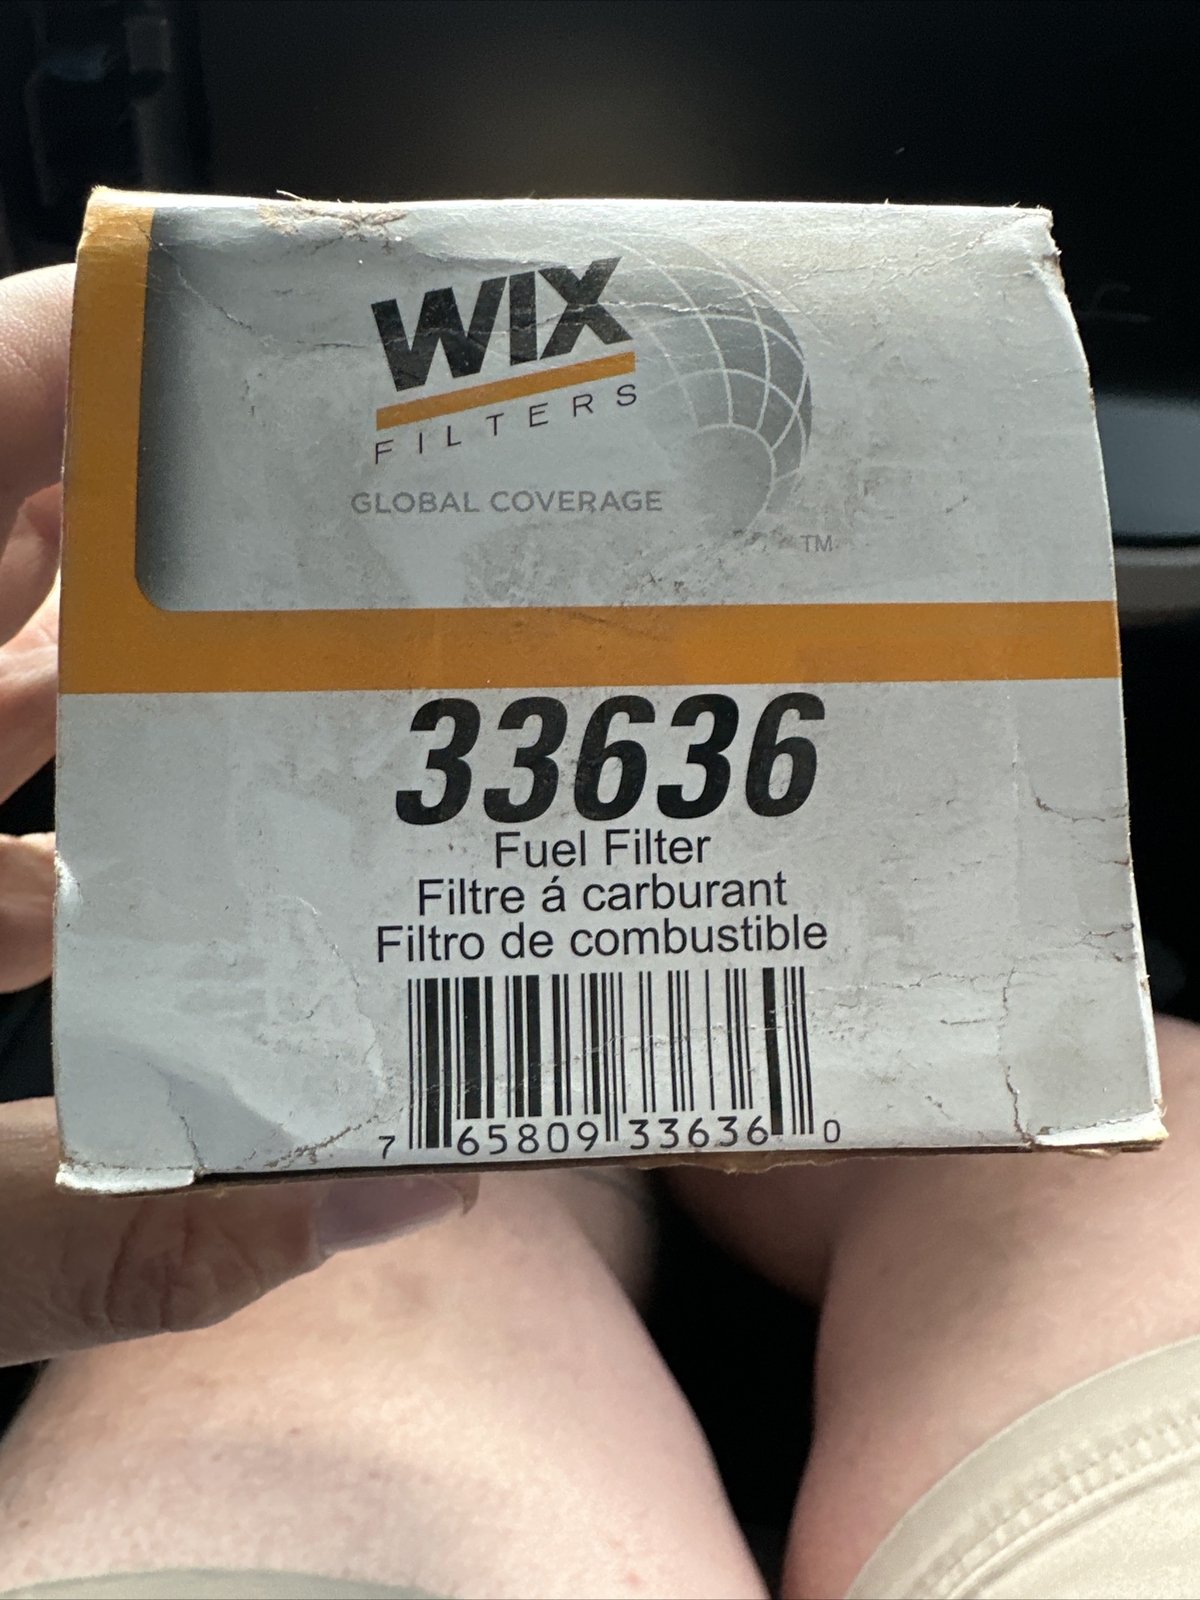 WIX
FILTERS
GLOBAL COVERAGE
TM
33636
Fuel Filter
Filtre á carburant
Filtro de combustible
7 65809 33636 0